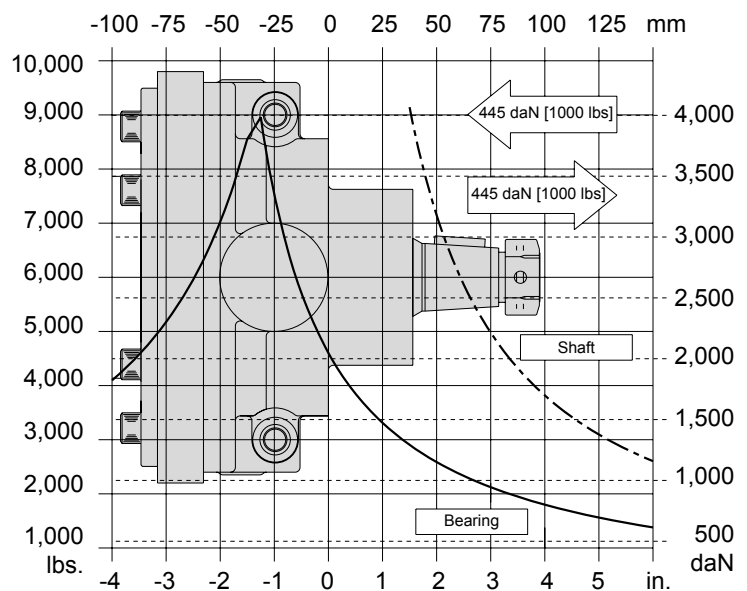 -100 -75 -50 -25 0 25 50 75 100 125 mm
10,000
9,000
8,000
7,000
6,000
5,000
4,000
3,000
2,000
1,000
lbs.
445 daN [1000 lbs]
445 daN [1000 lbs]
Shaft
Bearing
4,000
3,500
3,000
2,500
2,000
1,500
1,000
500
daN
-4 -3 -2 -1 0 1 2 3 4 5 in.